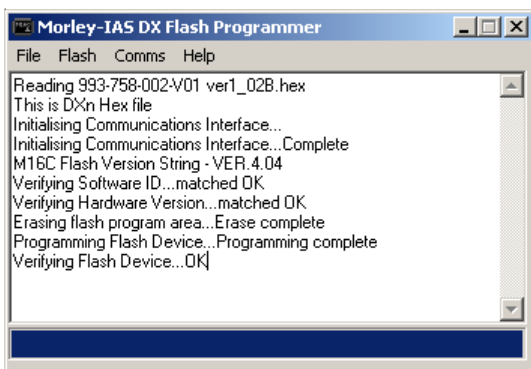 Morley-IAS DX Flash Programmer
File Flash Comms Help
Reading 993-758-002-V01 ver1_02B.hex
This is DXn Hex file
Initialising Communications Interface...
Initialising Communications Interface...Complete
M16C Flash Version String - VER.4.04
Verifying Software ID...matched OK
Verifying Hardware Version...matched OK
Erasing flash program area...Erase complete
Programming Flash Device...Programming complete
Verifying Flash Device...OK